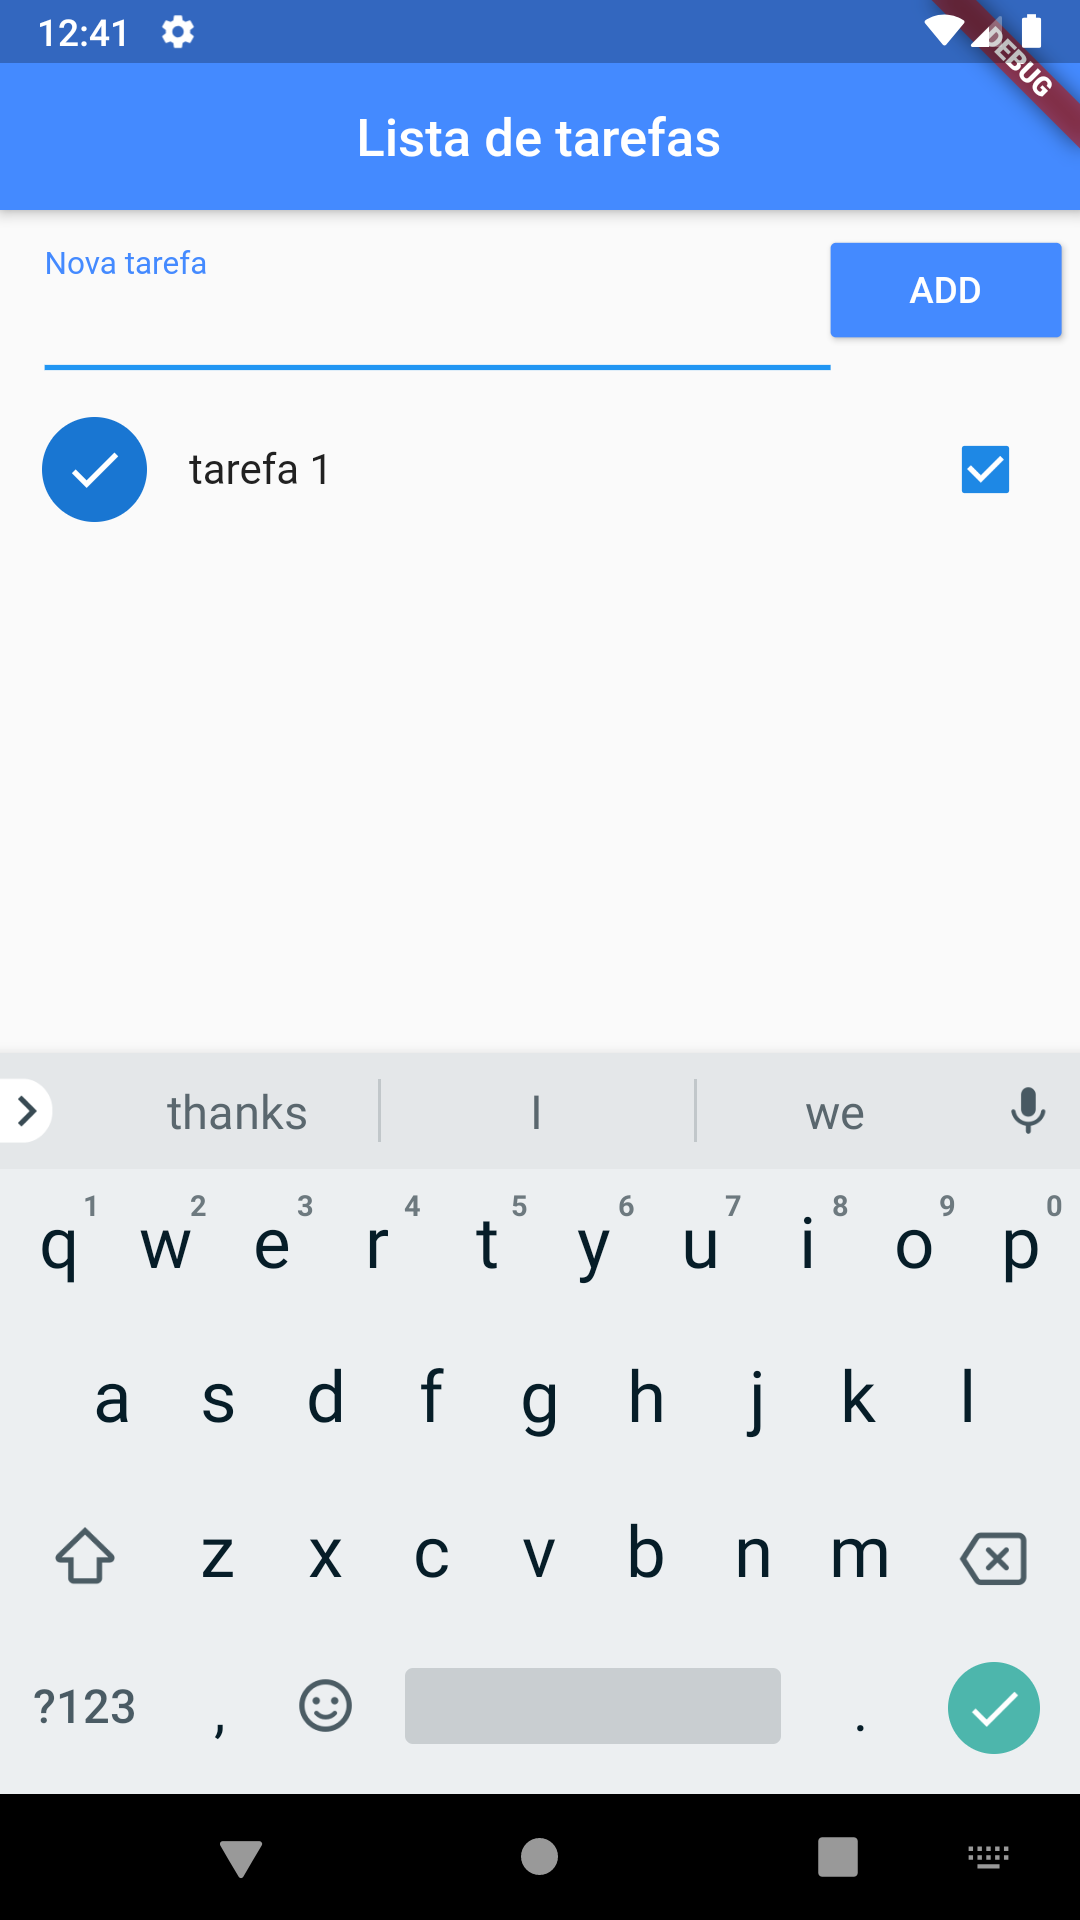 12:41
DEBUG
Lista de tarefas
Nova tarefa
ADD
tarefa 1
thanks I we
1 2 3 4 5 6 7 8 9 0
q w e r t y u i o p
a s d f g h j k l
z x c v b n m
?123 , .